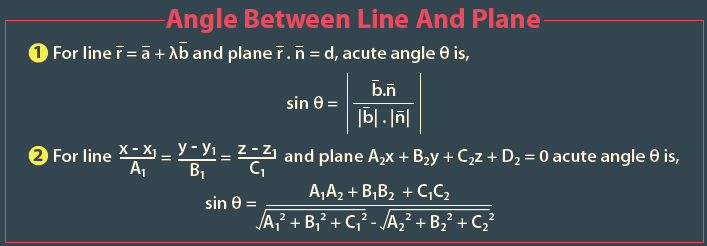 Angle Between Line And Plane
1 For line r̅ = a̅ + λb̅ and plane r̅ . n̅ = d, acute angle θ is,
sin θ = | b̅.n̅ / |b̅| . |n̅| |
2 For line x - x₁ / A₁ = y - y₁ / B₁ = z - z₁ / C₁ and plane A₂x + B₂y + C₂z + D₂ = 0 acute angle θ is,
sin θ = A₁A₂ + B₁B₂ + C₁C₂ / √A₁² + B₁² + C₁² - √A₂² + B₂² + C₂²